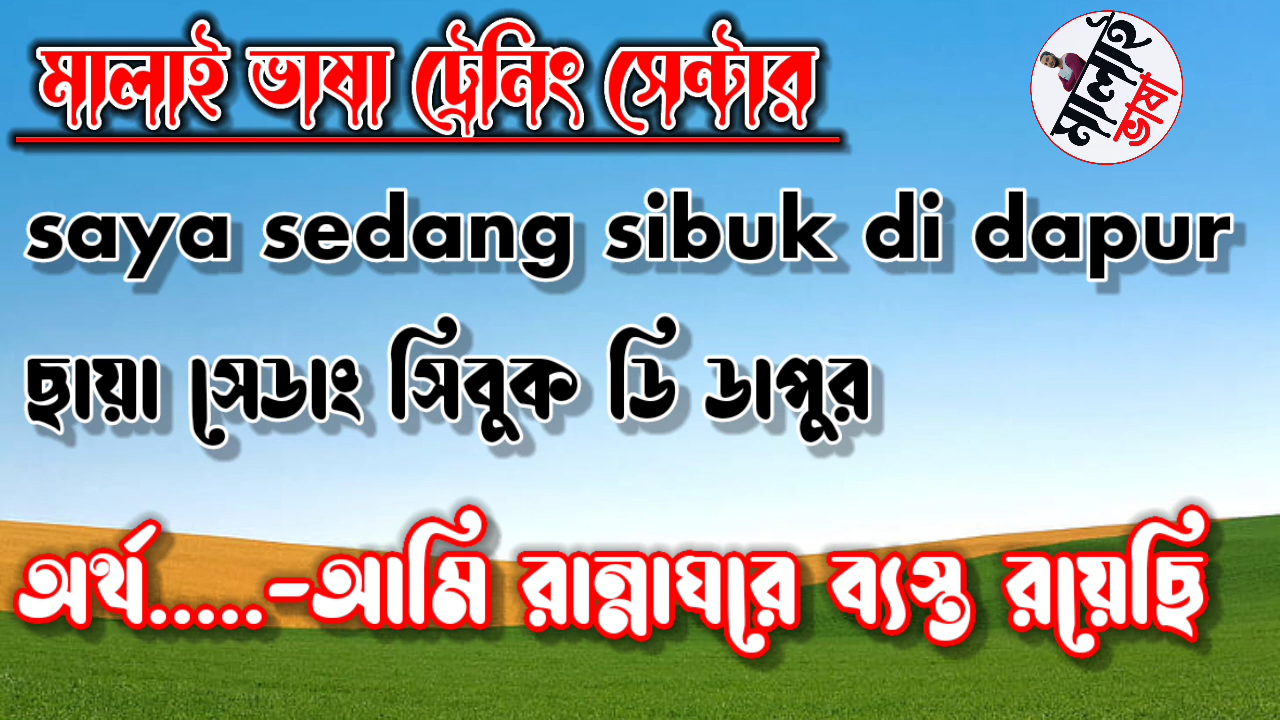 মালাই ভাষা ট্রেনিং সেন্টার
মালাই
ভাষা
saya sedang sibuk di dapur
ছায়া সেডাং সিবুক ডি ডাপুর
অর্থ.....-আমি রান্নাঘরে ব্যস্ত রয়েছি